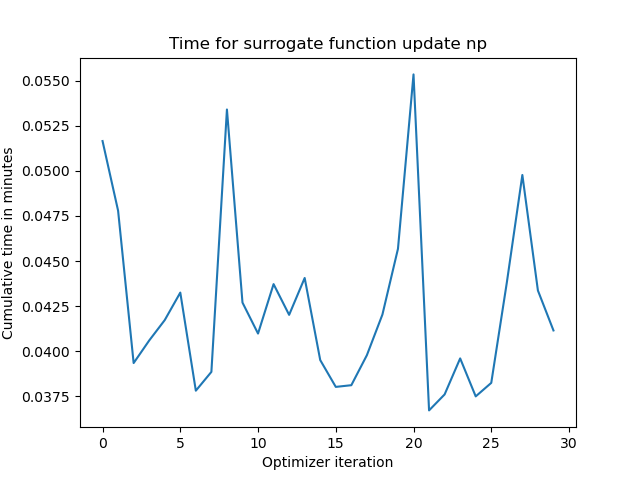 Time for surrogate function update np
Cumulative time in minutes
0.0550
0.0525
0.0500
0.0475
0.0450
0.0425
0.0400
0.0375
0 5 10 15 20 25 30
Optimizer iteration